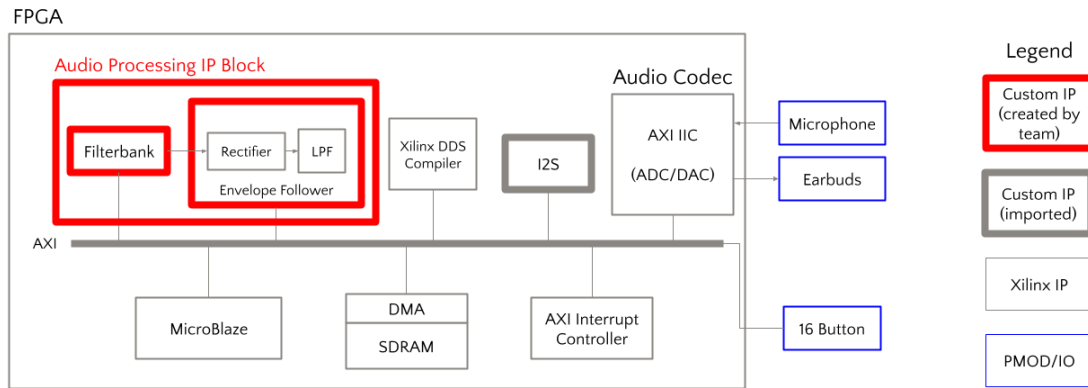 FPGA
Audio Processing IP Block
Filterbank
Rectifier
LPF
Envelope Follower
Xilinx DDS
Compiler
I2S
Audio Codec
AXI IIC
(ADC/DAC)
Microphone
Earbuds
AXI
MicroBlaze
DMA
SDRAM
AXI Interrupt
Controller
16 Button
Legend
Custom IP
(created by
team)
Custom IP
(imported)
Xilinx IP
PMOD/IO